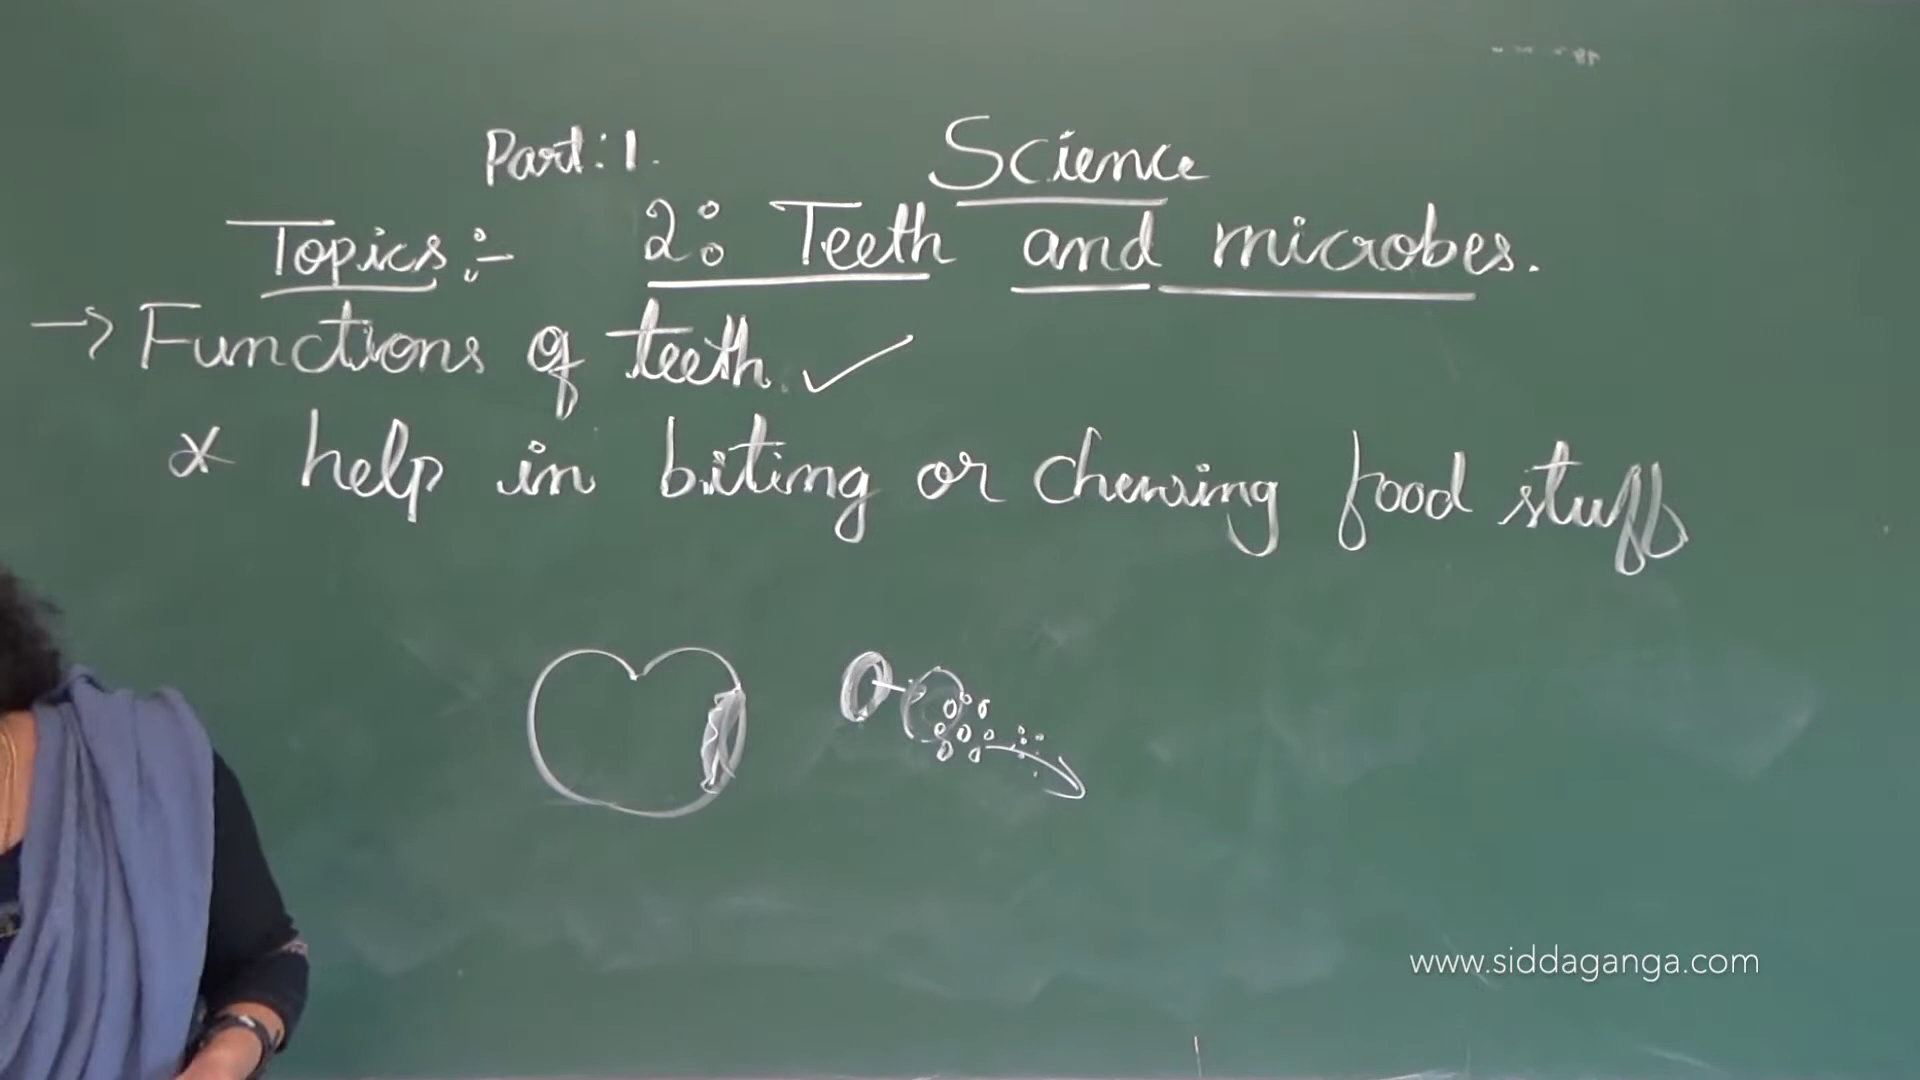 Part: 1.
Science
Topics :-
2: Teeth and microbes.
→ Functions of teeth. ✓
* help in biting or chewing food stuff
www.siddaganga.com